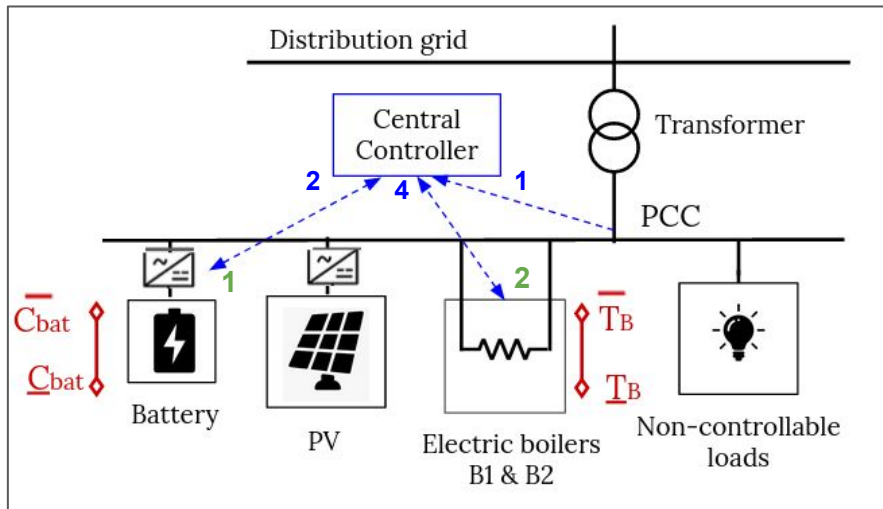 Distribution grid
Central
Controller
Transformer
2
4
1
PCC
1
2
C̅bat
C̲bat
T̅B
T̲B
Battery
PV
Electric boilers
B1 & B2
Non-controllable
loads